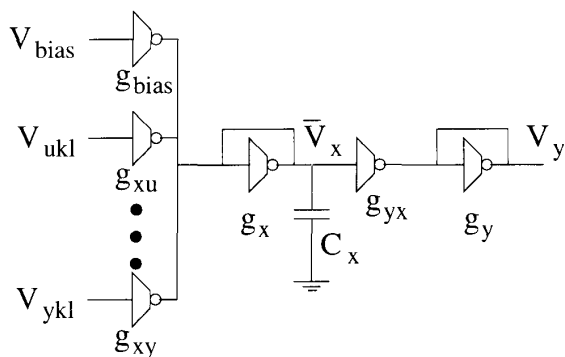 V_bias
g_bias
V_ukl
g_xu
V̄_x
V_y
g_x
g_yx
g_y
C_x
V_ykl
g_xy